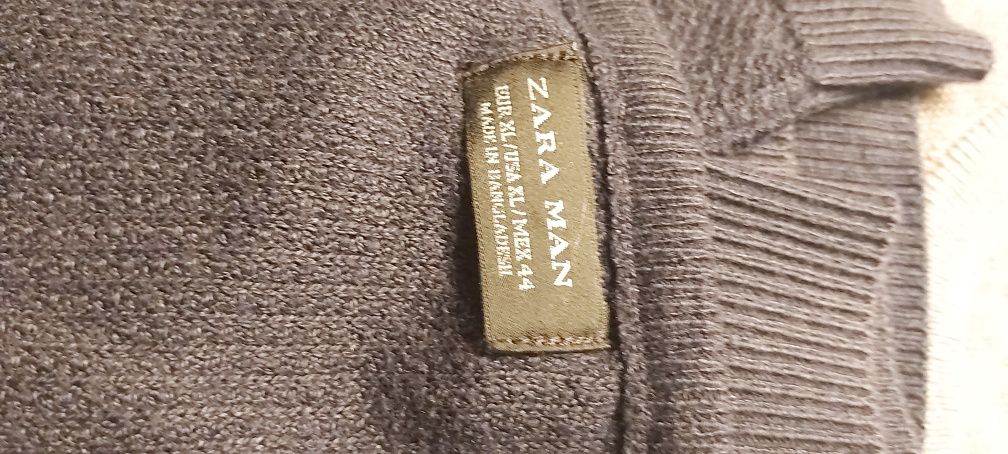 ZARA MAN
EUR XL / USA XL / MEX 44
MADE IN BANGLADESH